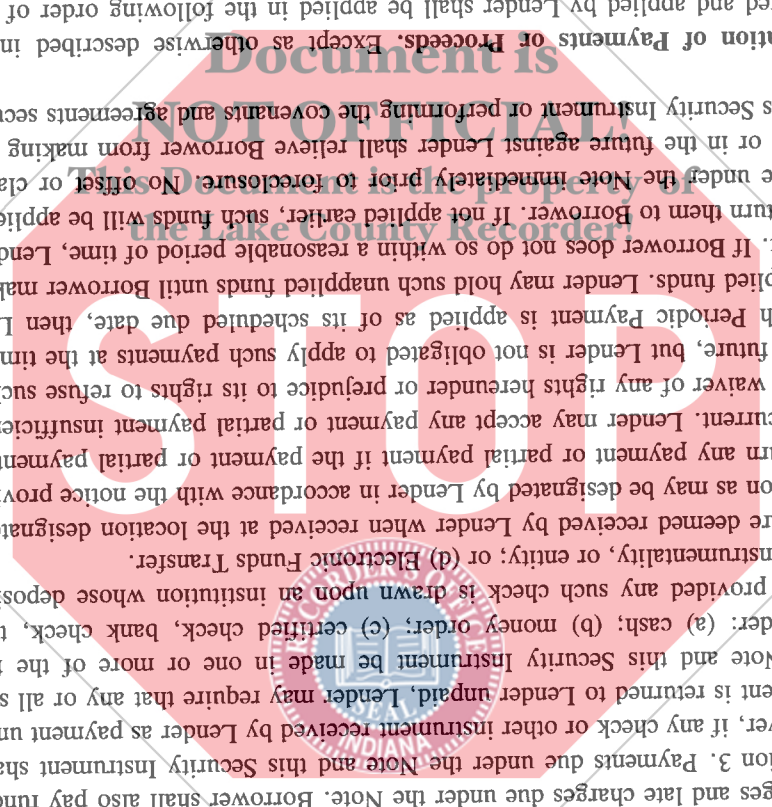 ges and late charges due under the Note. Borrower shall also pay fund
ion 3. Payments due under the Note and this Security Instrument sha
ver, if any check or other instrument received by Lender as payment un
ent is returned to Lender unpaid, Lender may require that any or all s
Note and this Security Instrument be made in one or more of the
der: (a) cash; (b) money order; (c) certified check, bank check, t
provided any such check is drawn upon an institution whose deposi
instrumentality, or entity; or (d) Electronic Funds Transfer.
re deemed received by Lender when received at the location designate
on as may be designated by Lender in accordance with the notice provi
urn any payment or partial payment if the payment or partial payment
current. Lender may accept any payment or partial payment insufficien
waiver of any rights hereunder or prejudice to its rights to refuse suc
future, but Lender is not obligated to apply such payments at the tim
h Periodic Payment is applied as of its scheduled due date, then L
plied funds. Lender may hold such unapplied funds until Borrower mak
. If Borrower does not do so within a reasonable period of time, Lend
turn them to Borrower. If not applied earlier, such funds will be applie
e under the Note immediately prior to foreclosure. No offset or cla
or in the future against Lender shall relieve Borrower from making
s Security Instrument or performing the covenants and agreements secu
ation of Payments or Proceeds. Except as otherwise described in
ed and applied by Lender shall be applied in the following order of
Document is
NOT OFFICIAL!
This Document is the property of
the Lake County Recorder!
STOP
RECORDER'S OFFICE
SEAL
INDIANA